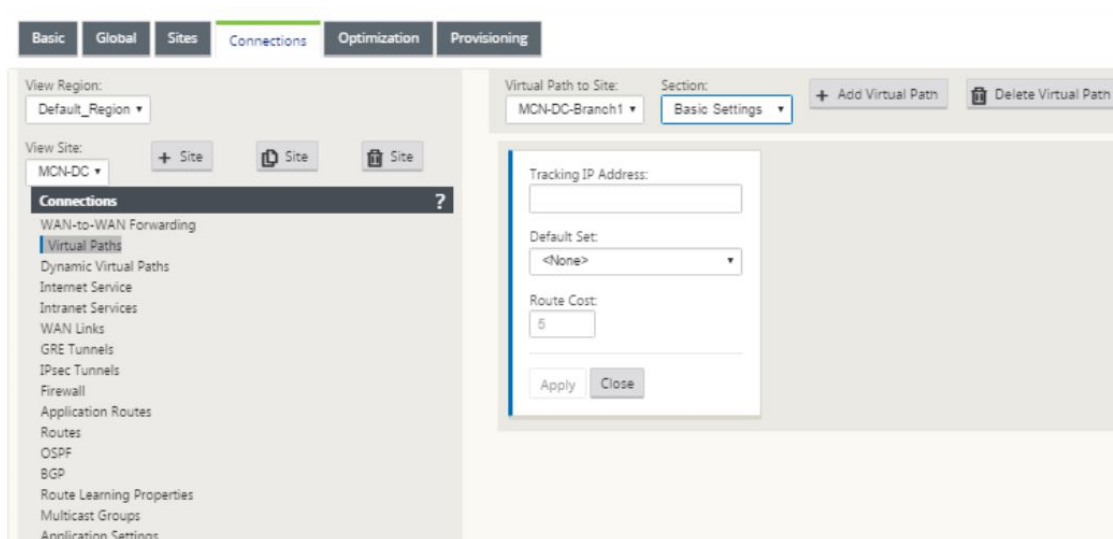 Basic Global Sites Connections Optimization Provisioning
View Region:
Default_Region
View Site:
MCN-DC
+ Site
Site
Site
Connections ?
WAN-to-WAN Forwarding
Virtual Paths
Dynamic Virtual Paths
Internet Service
Intranet Services
WAN Links
GRE Tunnels
IPsec Tunnels
Firewall
Application Routes
Routes
OSPF
BGP
Route Learning Properties
Multicast Groups
Application Settings
Virtual Path to Site:
MCN-DC-Branch1
Section:
Basic Settings
+ Add Virtual Path
Delete Virtual Path
Tracking IP Address:
Default Set:
<None>
Route Cost:
5
Apply Close